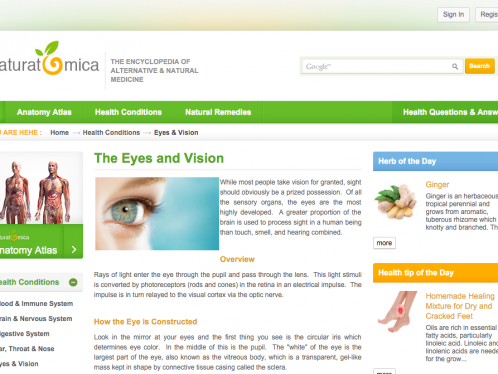 Sign In
Regis
aturatomica
THE ENCYCLOPEDIA OF
ALTERNATIVE & NATURAL
MEDICINE
Google™
Search
Anatomy Atlas
Health Conditions
Natural Remedies
Health Questions & Answ
U ARE HEHE :
Home → Health Conditions → Eyes & Vision
aturatomica
natomy Atlas
ealth Conditions
lood & Immune System
rain & Nervous System
igestive System
ar, Throat & Nose
yes & Vision
The Eyes and Vision
While most people take vision for granted, sight
should obviously be a prized possession. Of all
the sensory organs, the eyes are the most
highly developed. A greater proportion of the
brain is used to process sight in a human being
than touch, smell, and hearing combined.
Overview
Rays of light enter the eye through the pupil and pass through the lens. This light stimuli
is converted by photoreceptors (rods and cones) in the retina in an electrical impulse. The
impulse is in turn relayed to the visual cortex via the optic nerve.
How the Eye is Constructed
Look in the mirror at your eyes and the first thing you see is the circular iris which
determines eye color. In the middle of this is the pupil. The "white" of the eye is the
largest part of the eye, also known as the vitreous body, which is a transparent, gel-like
mass kept in shape by connective tissue casing called the sclera.
Herb of the Day
Ginger
Ginger is an herbaceous
tropical perennial and
grows from aromatic,
tuberous rhizome which
knotty and branched. Th
more
Health tip of the Day
Homemade Healing
Mixture for Dry and
Cracked Feet
Oils are rich in essential
fatty acids, particularly
linoleic acid. Linoleic and
linolenic acids are needed
for the grow...
more